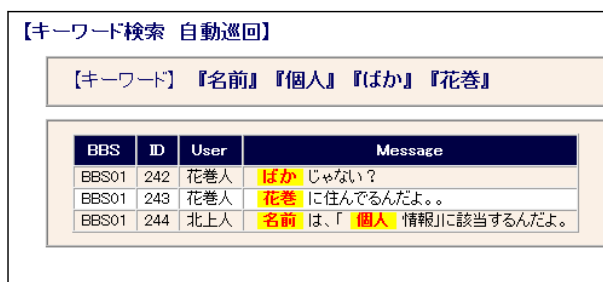 【キーワード検索 自動巡回】
【キーワード】 『名前』『個人』『ばか』『花巻』
BBS ID User Message
BBS01 242 花巻人 ばか じゃない？
BBS01 243 花巻人 花巻 に住んでるんだよ。。
BBS01 244 北上人 名前 は、「 個人 情報」に該当するんだよ。